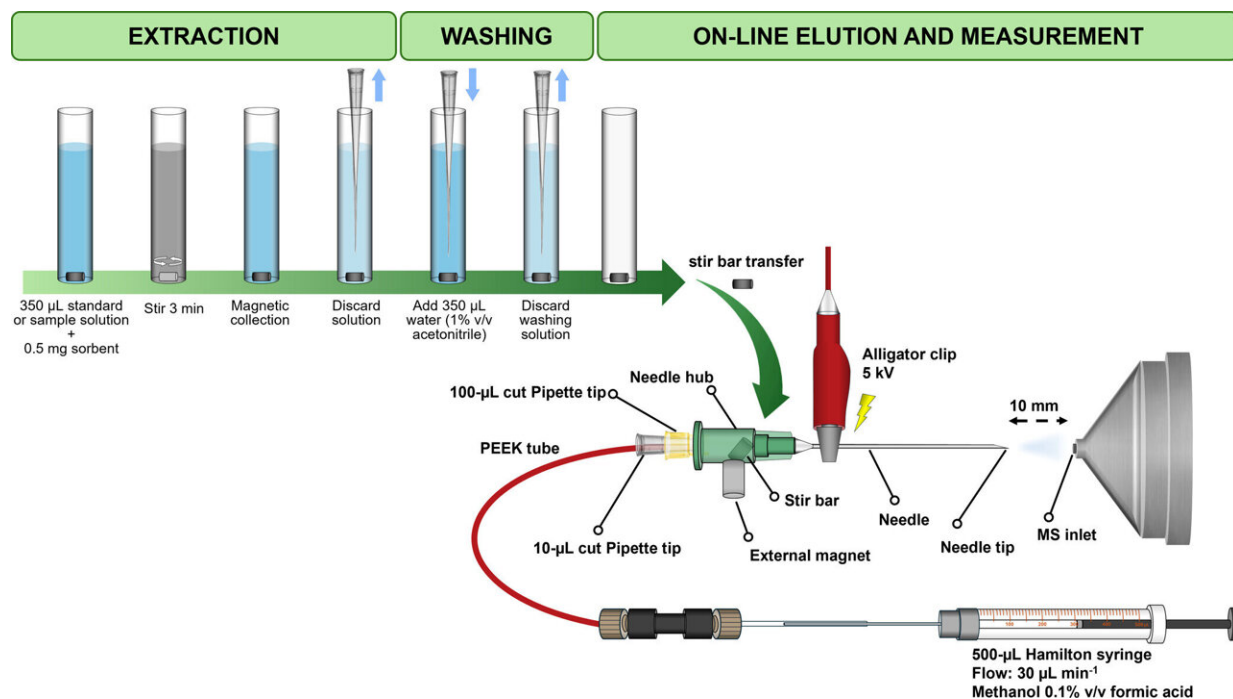 EXTRACTION
WASHING
ON-LINE ELUTION AND MEASUREMENT
350 µL standard
or sample solution
+
0.5 mg sorbent
Stir 3 min
Magnetic
collection
Discard
solution
Add 350 µL
water (1% v/v
acetonitrile)
Discard
washing
solution
stir bar transfer
Alligator clip
5 kV
Needle hub
100-µL cut Pipette tip
10 mm
PEEK tube
Stir bar
Needle
MS inlet
10-µL cut Pipette tip
External magnet
Needle tip
100 200 300 400
500-µL Hamilton syringe
Flow: 30 µL min⁻¹
Methanol 0.1% v/v formic acid